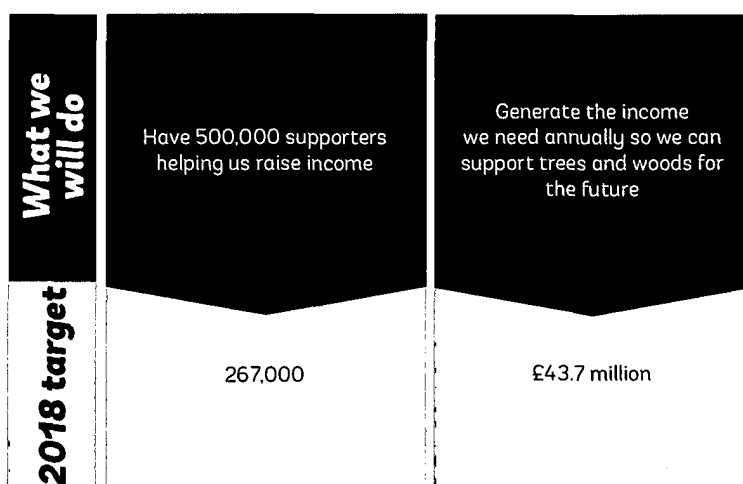 What we
will do
Have 500,000 supporters
helping us raise income
Generate the income
we need annually so we can
support trees and woods for
the future
2018 target
267,000
£43.7 million